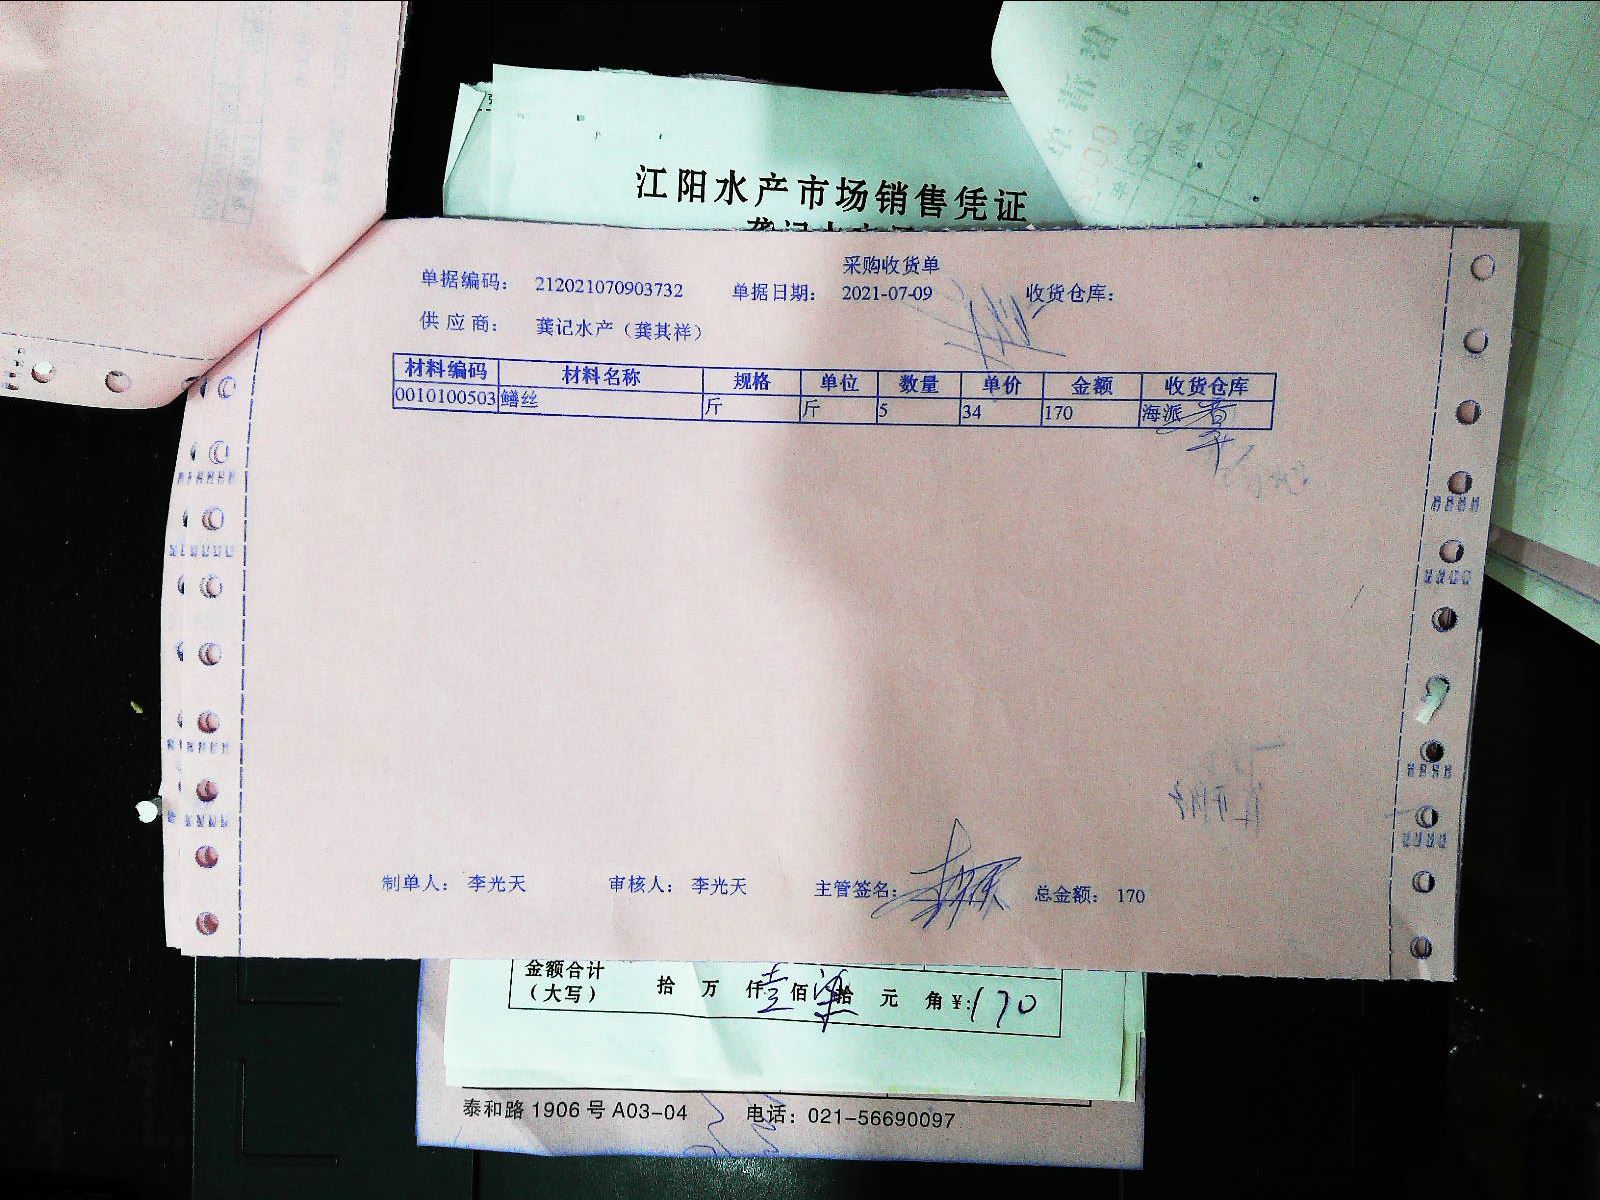 江阳水产市场销售凭证
采购收货单
单据编码： 212021070903732 单据日期： 2021-07-09 收货仓库：
供应商： 龚记水产（龚其祥）
材料编码 材料名称 规格 单位 数量 单价 金额 收货仓库
0010100503 鳝丝 斤 斤 5 34 170 海派
制单人： 李光天 审核人： 李光天 主管签名： 总金额： 170
金额合计
（大写） 拾 万 仟 壹 佰 柒 拾 元 角 ¥:170
泰和路1906号A03-04 电话：021-56690097